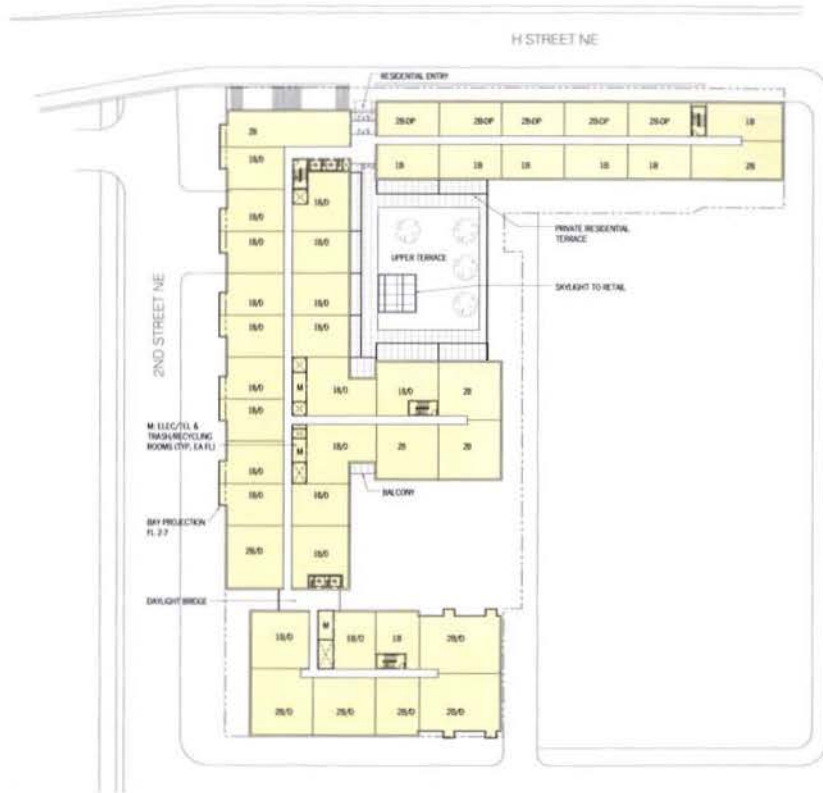 H STREET NE
RESIDENTIAL ENTRY
2B-DP 2B-DP 2B-DP 2B-DP 2B-DP 1B
2B
1B 1B 1B 1B 1B 2B
1B/D
1B/D
1B/D
1B/D
1B/D
1B/D
1B/D
1B/D
1B/D
1B/D
2B/D
1B/D
1B/D
1B/D
1B/D
PRIVATE RESIDENTIAL
TERRACE
UPPER TERRACE
SKYLIGHT TO RETAIL
2ND STREET NE
M
1B/D
1B/D
2B
M: ELEC/TEL &
TRASH/RECYCLING
ROOMS (TYP. EA FL)
M
1B/D
2B
2B
BALCONY
1B/D
1B/D
BAY PROJECTION
FL. 2-7
DAYLIGHT BRIDGE
1B/D
M
1B/D
1B
2B/D
2B/D
2B/D
2B/D
2B/D